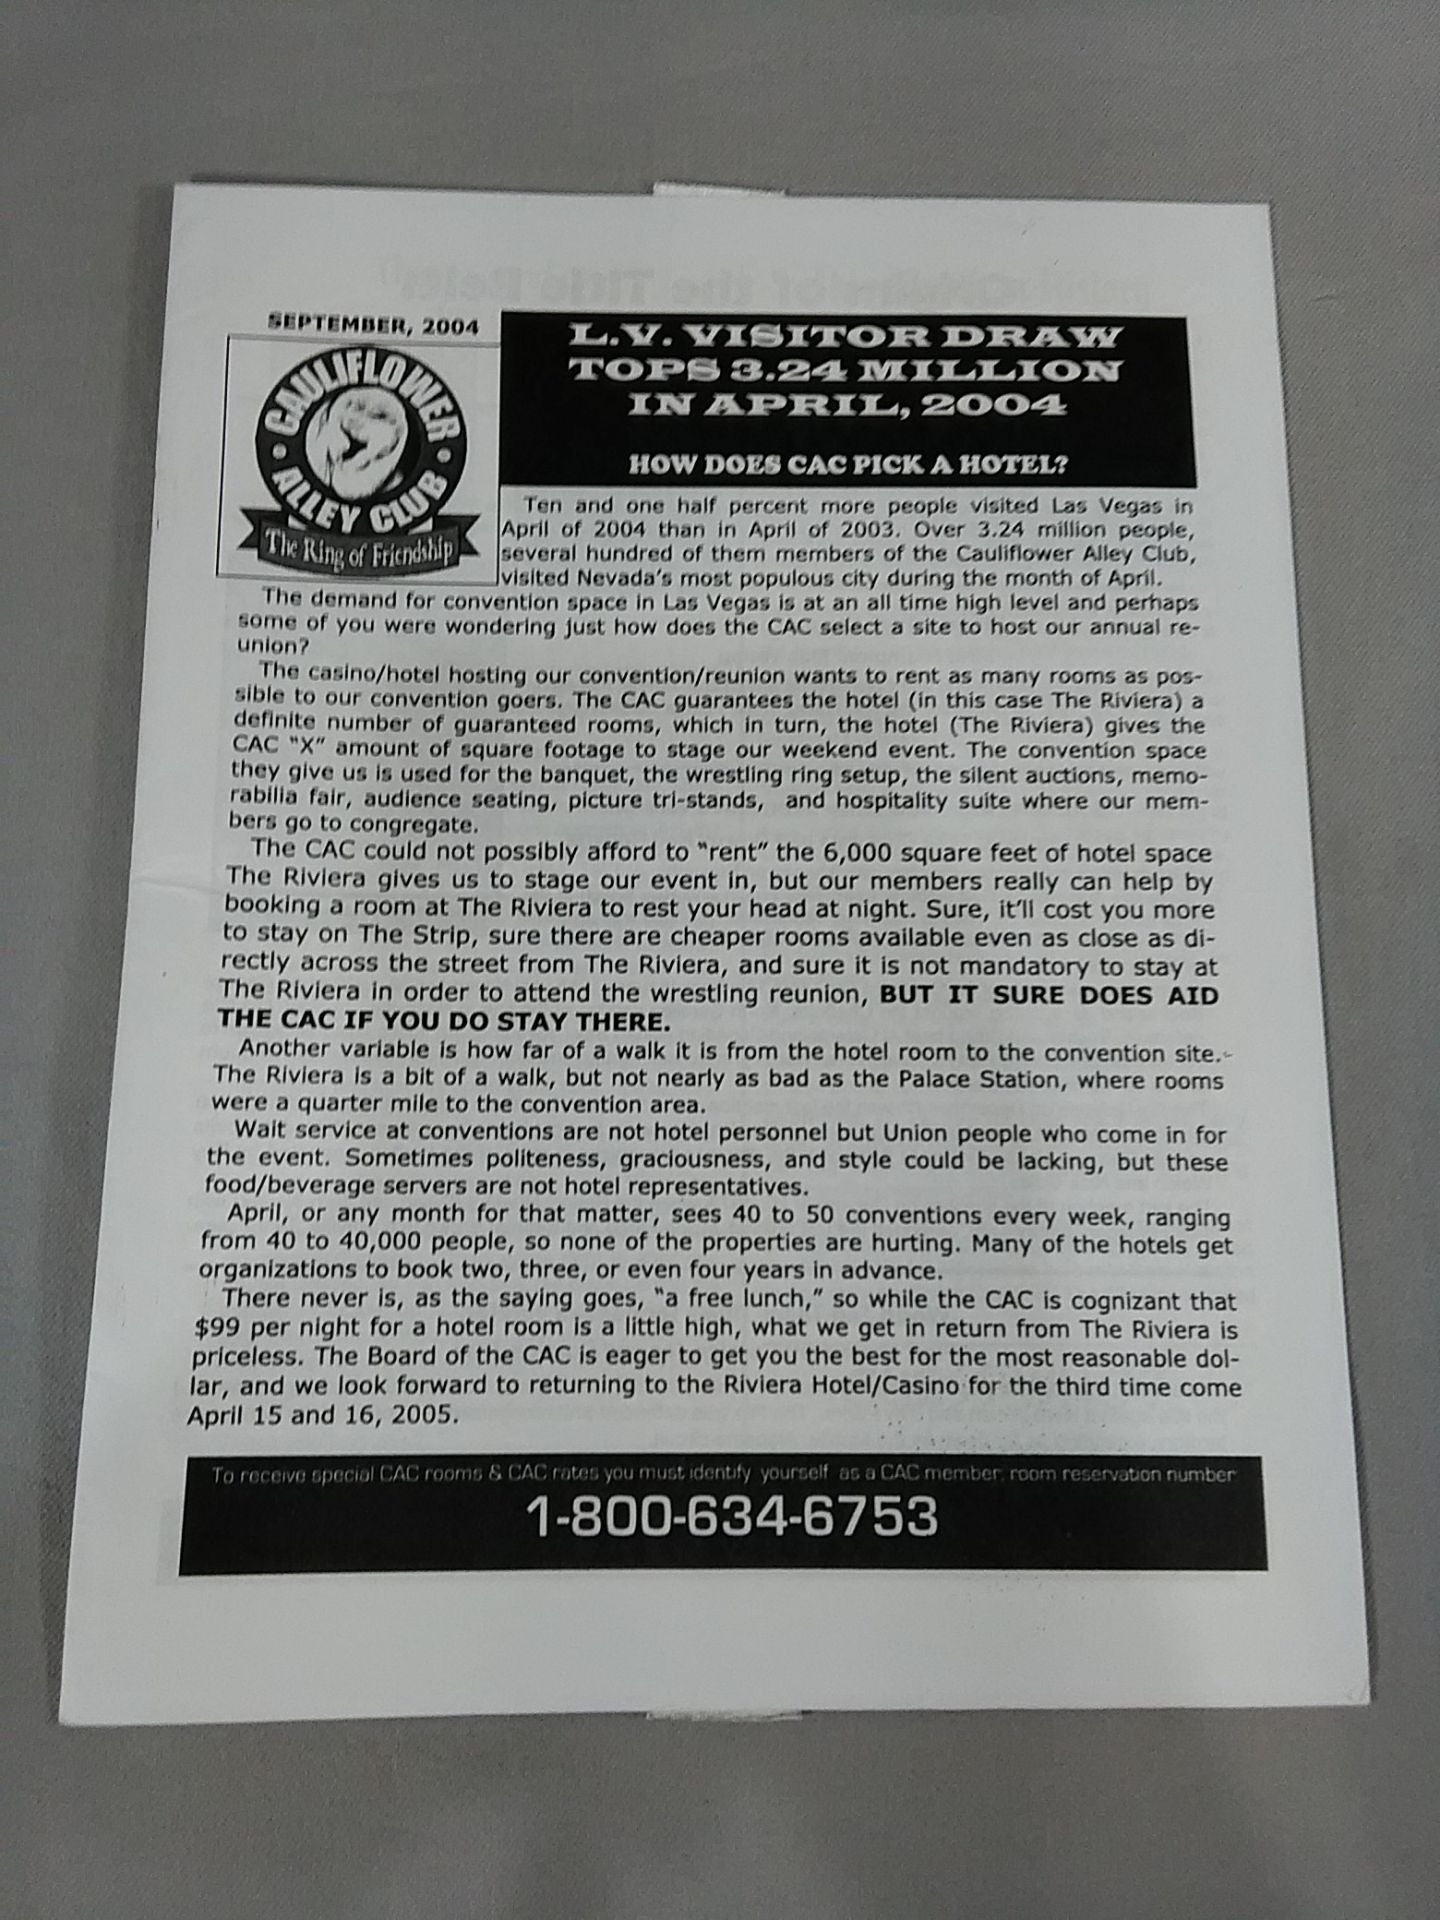 SEPTEMBER, 2004
CAULIFLOWER
ALLEY CLUB
The Ring of Friendship
L.V. VISITOR DRAW
TOPS 3.24 MILLION
IN APRIL, 2004
HOW DOES CAC PICK A HOTEL?
Ten and one half percent more people visited Las Vegas in
April of 2004 than in April of 2003. Over 3.24 million people,
several hundred of them members of the Cauliflower Alley Club,
visited Nevada's most populous city during the month of April.
The demand for convention space in Las Vegas is at an all time high level and perhaps
some of you were wondering just how does the CAC select a site to host our annual re-
union?
The casino/hotel hosting our convention/reunion wants to rent as many rooms as pos-
sible to our convention goers. The CAC guarantees the hotel (in this case The Riviera) a
definite number of guaranteed rooms, which in turn, the hotel (The Riviera) gives the
CAC "X" amount of square footage to stage our weekend event. The convention space
they give us is used for the banquet, the wrestling ring setup, the silent auctions, memo-
rabilia fair, audience seating, picture tri-stands, and hospitality suite where our mem-
bers go to congregate.
The CAC could not possibly afford to "rent" the 6,000 square feet of hotel space
The Riviera gives us to stage our event in, but our members really can help by
booking a room at The Riviera to rest your head at night. Sure, it'll cost you more
to stay on The Strip, sure there are cheaper rooms available even as close as di-
rectly across the street from The Riviera, and sure it is not mandatory to stay at
The Riviera in order to attend the wrestling reunion, BUT IT SURE DOES AID
THE CAC IF YOU DO STAY THERE.
Another variable is how far of a walk it is from the hotel room to the convention site.
The Riviera is a bit of a walk, but not nearly as bad as the Palace Station, where rooms
were a quarter mile to the convention area.
Wait service at conventions are not hotel personnel but Union people who come in for
the event. Sometimes politeness, graciousness, and style could be lacking, but these
food/beverage servers are not hotel representatives.
April, or any month for that matter, sees 40 to 50 conventions every week, ranging
from 40 to 40,000 people, so none of the properties are hurting. Many of the hotels get
organizations to book two, three, or even four years in advance.
There never is, as the saying goes, "a free lunch," so while the CAC is cognizant that
$99 per night for a hotel room is a little high, what we get in return from The Riviera is
priceless. The Board of the CAC is eager to get you the best for the most reasonable dol-
lar, and we look forward to returning to the Riviera Hotel/Casino for the third time come
April 15 and 16, 2005.
To receive special CAC rooms & CAC rates you must identify yourself as a CAC member, room reservation number
1-800-634-6753